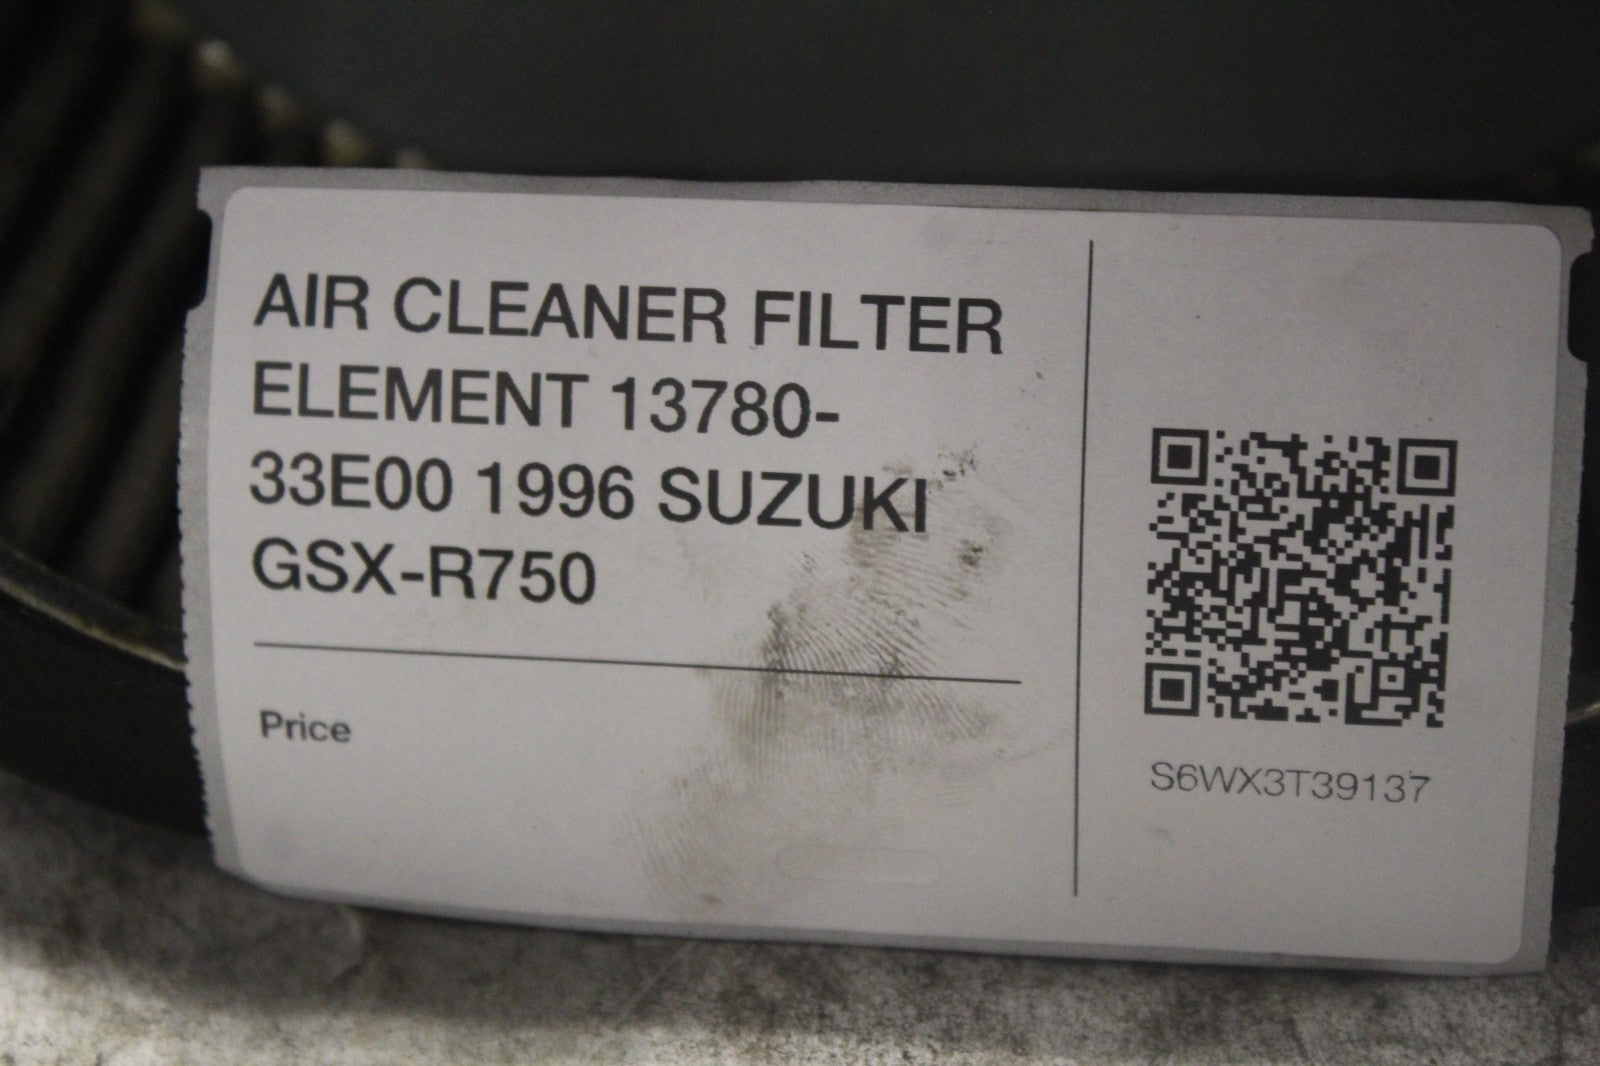 AIR CLEANER FILTER
ELEMENT 13780-
33E00 1996 SUZUKI
GSX-R750
Price
S6WX3T39137